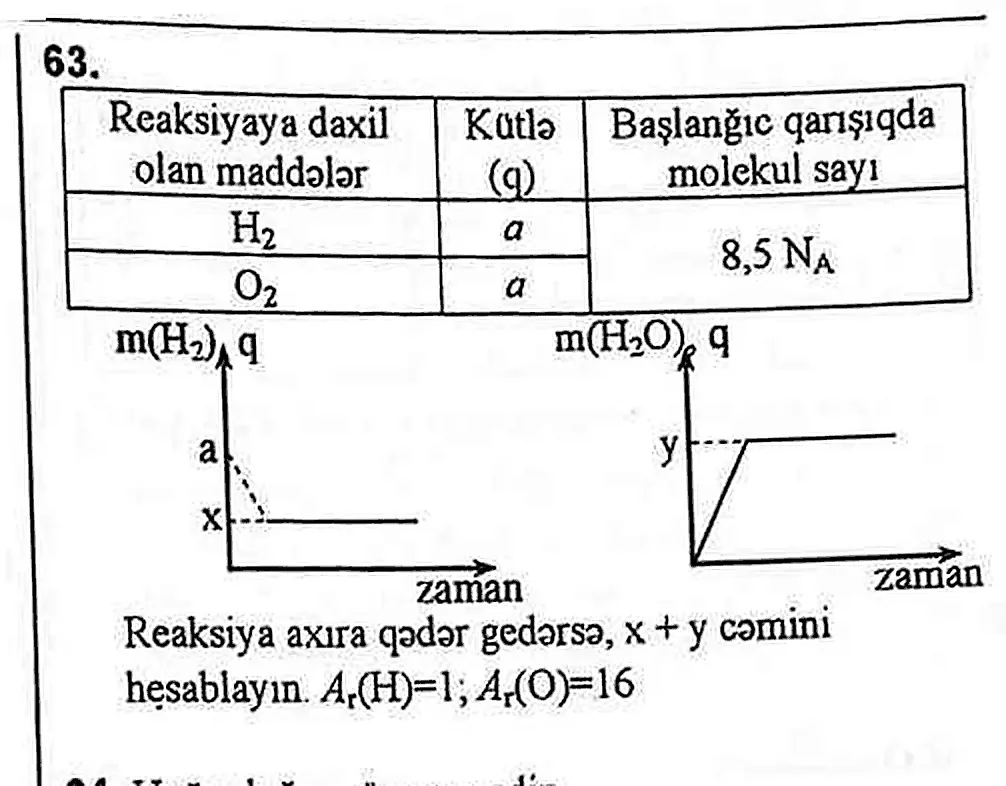 63.
Reaksiyaya daxil olan maddələr Kütlə (q) Başlanğıc qarışıqda molekul sayı
H₂ a 8,5 N_A
O₂ a
m(H₂), q m(H₂O), q
a
y
x
zaman zaman
Reaksiya axıra qədər gedərsə, x + y cəmini
hesablayın. A_r(H)=1; A_r(O)=16